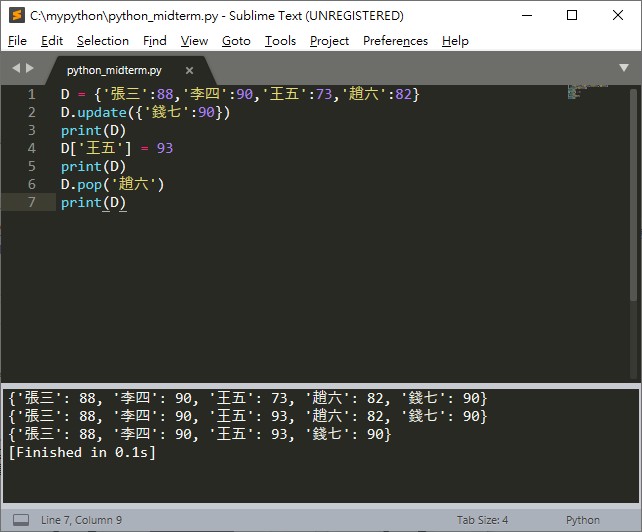 C:\mypython\python_midterm.py - Sublime Text (UNREGISTERED)
File Edit Selection Find View Goto Tools Project Preferences Help
python_midterm.py
1 D = {'張三':88,'李四':90,'王五':73,'趙六':82}
2 D.update({'錢七':90})
3 print(D)
4 D['王五'] = 93
5 print(D)
6 D.pop('趙六')
7 print(D)
{'張三': 88, '李四': 90, '王五': 73, '趙六': 82, '錢七': 90}
{'張三': 88, '李四': 90, '王五': 93, '趙六': 82, '錢七': 90}
{'張三': 88, '李四': 90, '王五': 93, '錢七': 90}
[Finished in 0.1s]
Line 7, Column 9 Tab Size: 4 Python